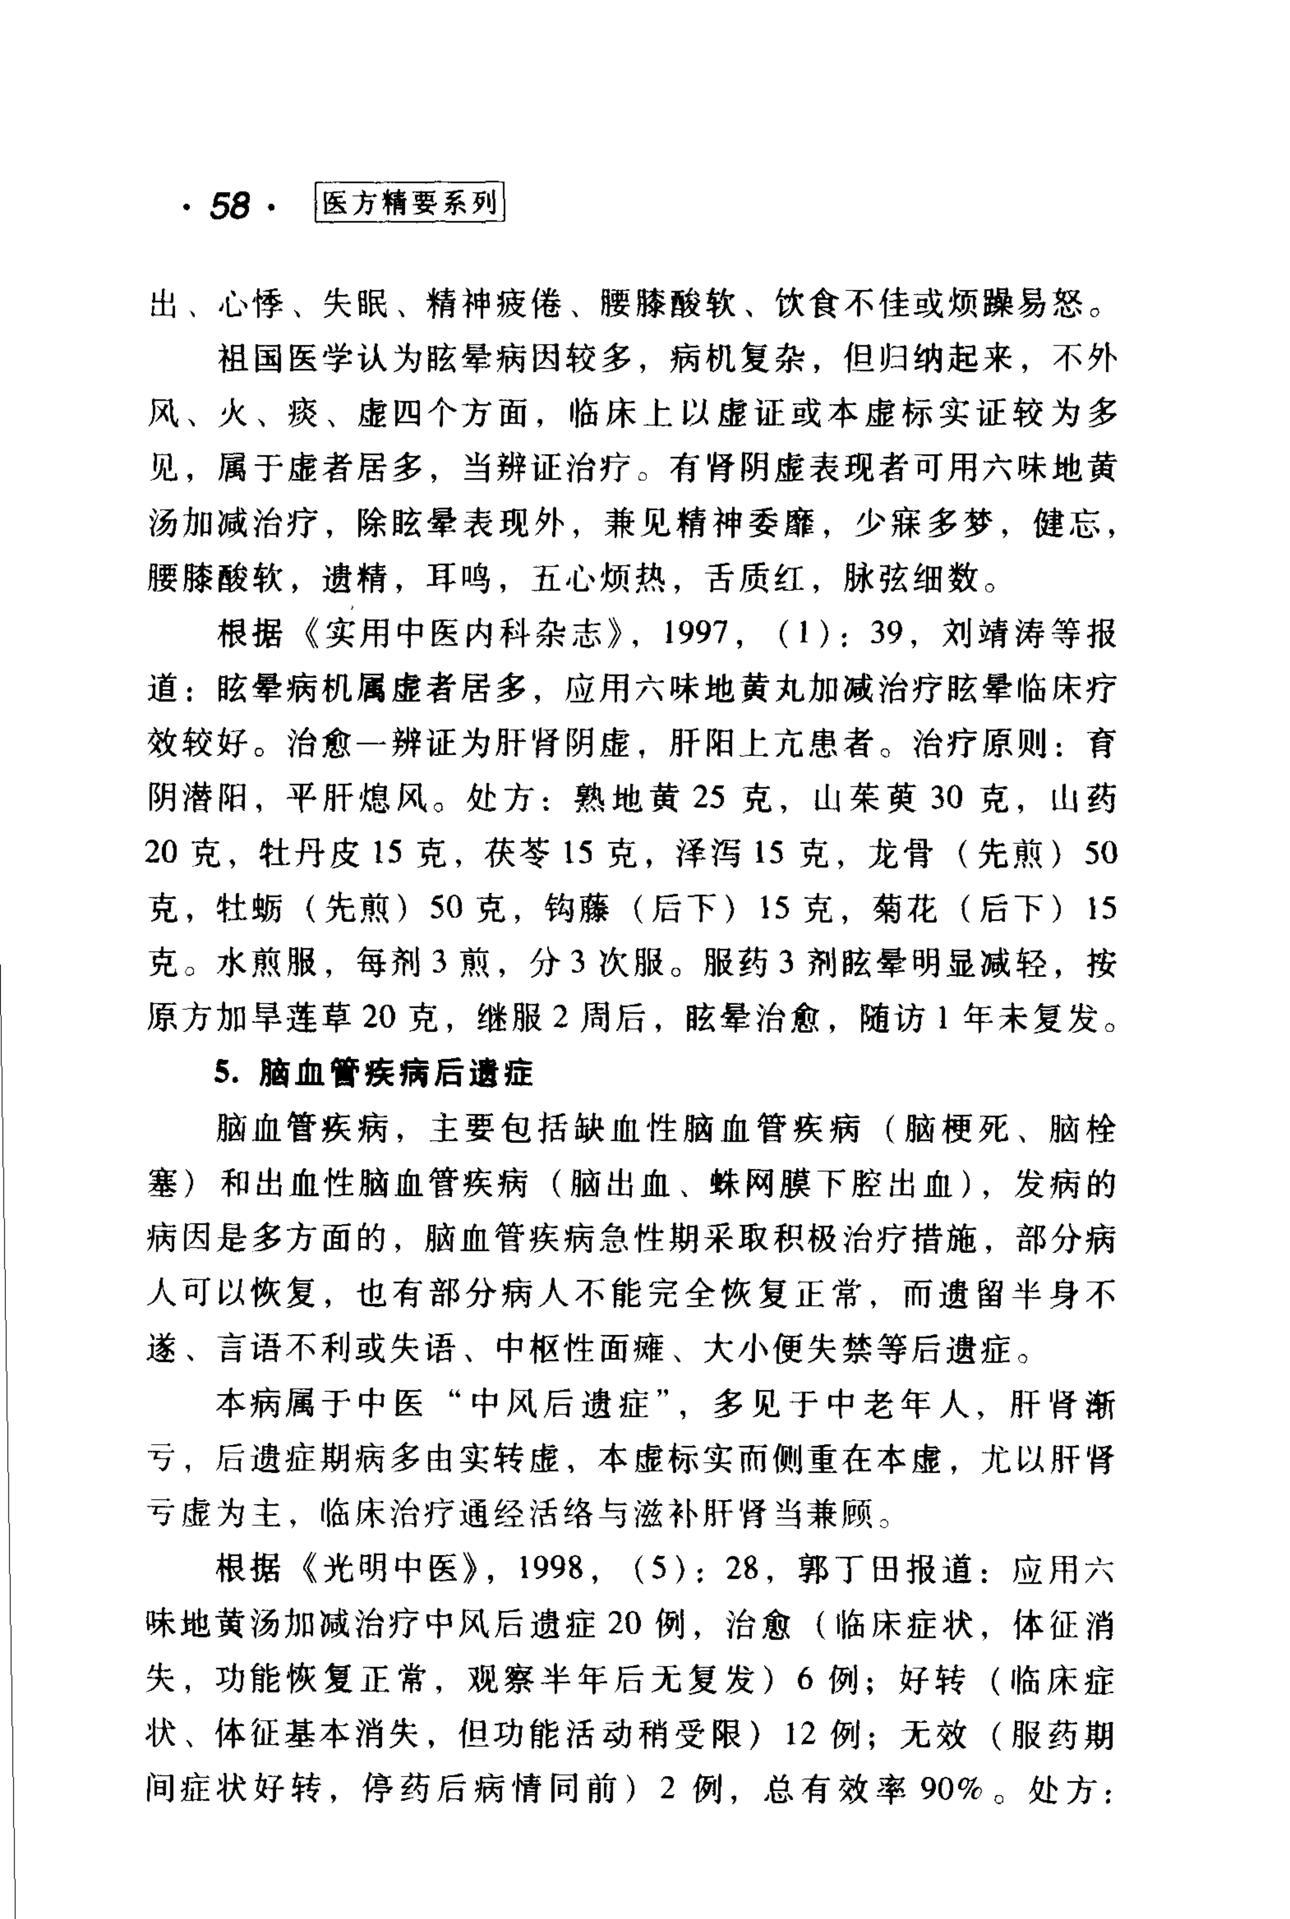 · 58 · 医方精要系列
出、心悸、失眠、精神疲倦、腰膝酸软、饮食不佳或烦躁易怒。
祖国医学认为眩晕病因较多，病机复杂，但归纳起来，不外
风、火、痰、虚四个方面，临床上以虚证或本虚标实证较为多
见，属于虚者居多，当辨证治疗。有肾阴虚表现者可用六味地黄
汤加减治疗，除眩晕表现外，兼见精神委靡，少寐多梦，健忘，
腰膝酸软，遗精，耳鸣，五心烦热，舌质红，脉弦细数。
根据《实用中医内科杂志》，1997，（1）：39，刘靖涛等报
道：眩晕病机属虚者居多，应用六味地黄丸加减治疗眩晕临床疗
效较好。治愈一辨证为肝肾阴虚，肝阳上亢患者。治疗原则：育
阴潜阳，平肝熄风。处方：熟地黄 25 克，山茱萸 30 克，山药
20 克，牡丹皮 15 克，茯苓 15 克，泽泻 15 克，龙骨（先煎）50
克，牡蛎（先煎）50 克，钩藤（后下）15 克，菊花（后下）15
克。水煎服，每剂 3 煎，分 3 次服。服药 3 剂眩晕明显减轻，按
原方加旱莲草 20 克，继服 2 周后，眩晕治愈，随访 1 年未复发。
5. 脑血管疾病后遗症
脑血管疾病，主要包括缺血性脑血管疾病（脑梗死、脑栓
塞）和出血性脑血管疾病（脑出血、蛛网膜下腔出血），发病的
病因是多方面的，脑血管疾病急性期采取积极治疗措施，部分病
人可以恢复，也有部分病人不能完全恢复正常，而遗留半身不
遂、言语不利或失语、中枢性面瘫、大小便失禁等后遗症。
本病属于中医“中风后遗症”，多见于中老年人，肝肾渐
亏，后遗症期病多由实转虚，本虚标实而侧重在本虚，尤以肝肾
亏虚为主，临床治疗通经活络与滋补肝肾当兼顾。
根据《光明中医》，1998，（5）：28，郭丁田报道：应用六
味地黄汤加减治疗中风后遗症 20 例，治愈（临床症状，体征消
失，功能恢复正常，观察半年后无复发）6 例；好转（临床症
状、体征基本消失，但功能活动稍受限）12 例；无效（服药期
间症状好转，停药后病情同前）2 例，总有效率 90%。处方：